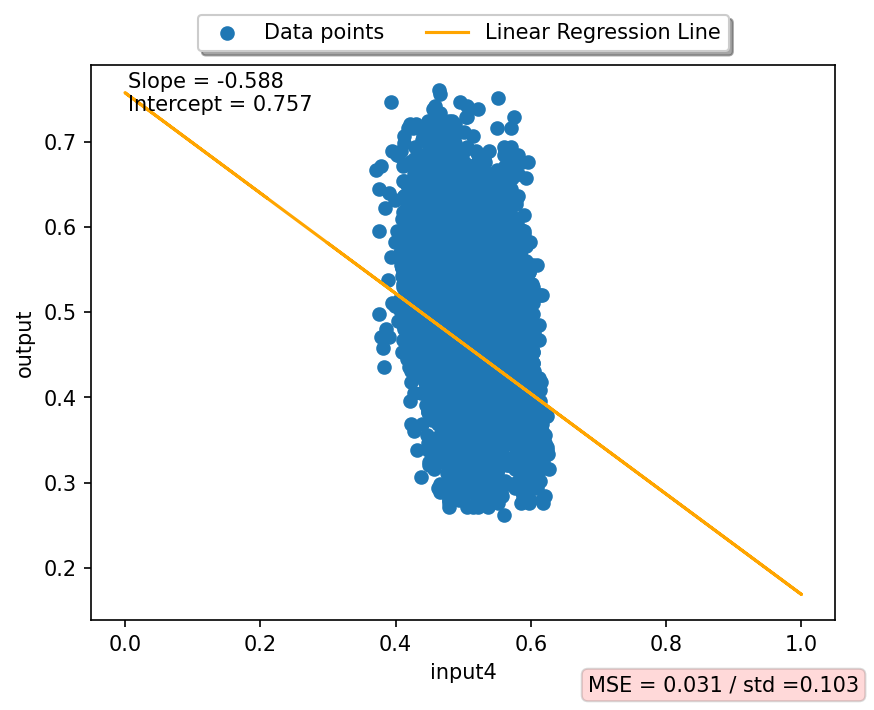 Data points
Linear Regression Line
Slope = -0.588
Intercept = 0.757
0.7
0.6
0.5
0.4
0.3
0.2
output
0.0 0.2 0.4 0.6 0.8 1.0
input4
MSE = 0.031 / std =0.103